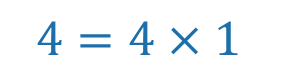 4 = 4 × 1